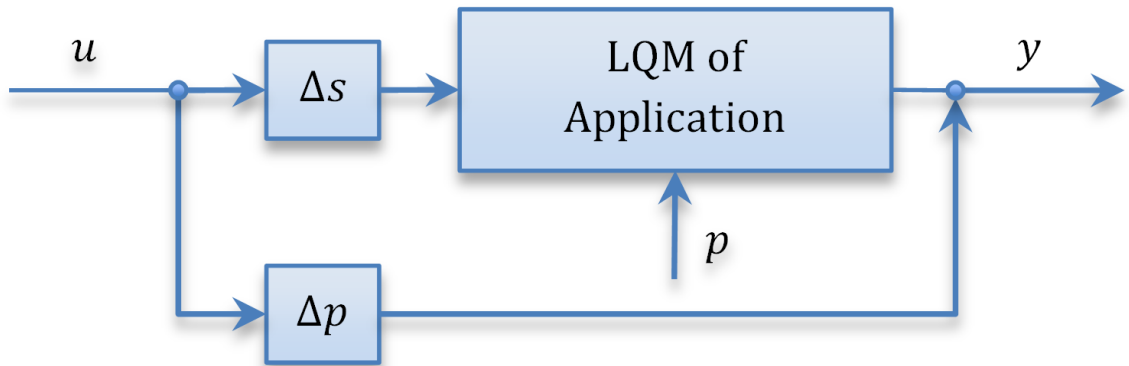 u
Δs
LQM of
Application
y
p
Δp